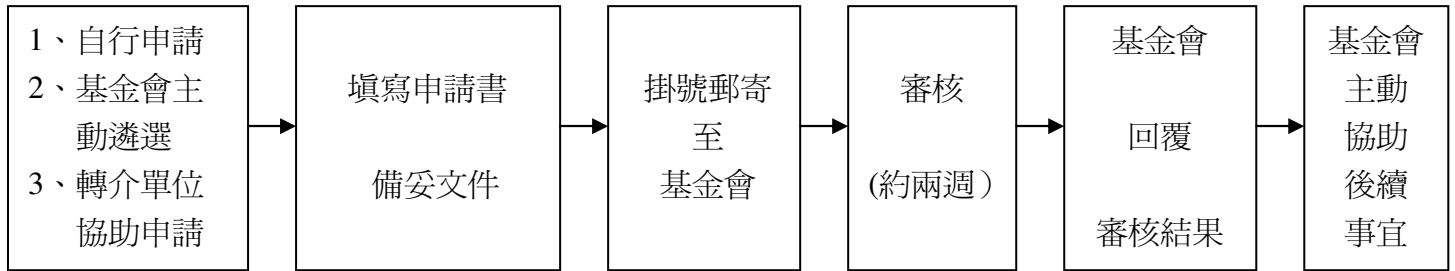 1、自行申請
2、基金會主
動遴選
3、轉介單位
協助申請
填寫申請書
備妥文件
掛號郵寄
至
基金會
審核
(約兩週）
基金會
回覆
審核結果
基金會
主動
協助
後續
事宜